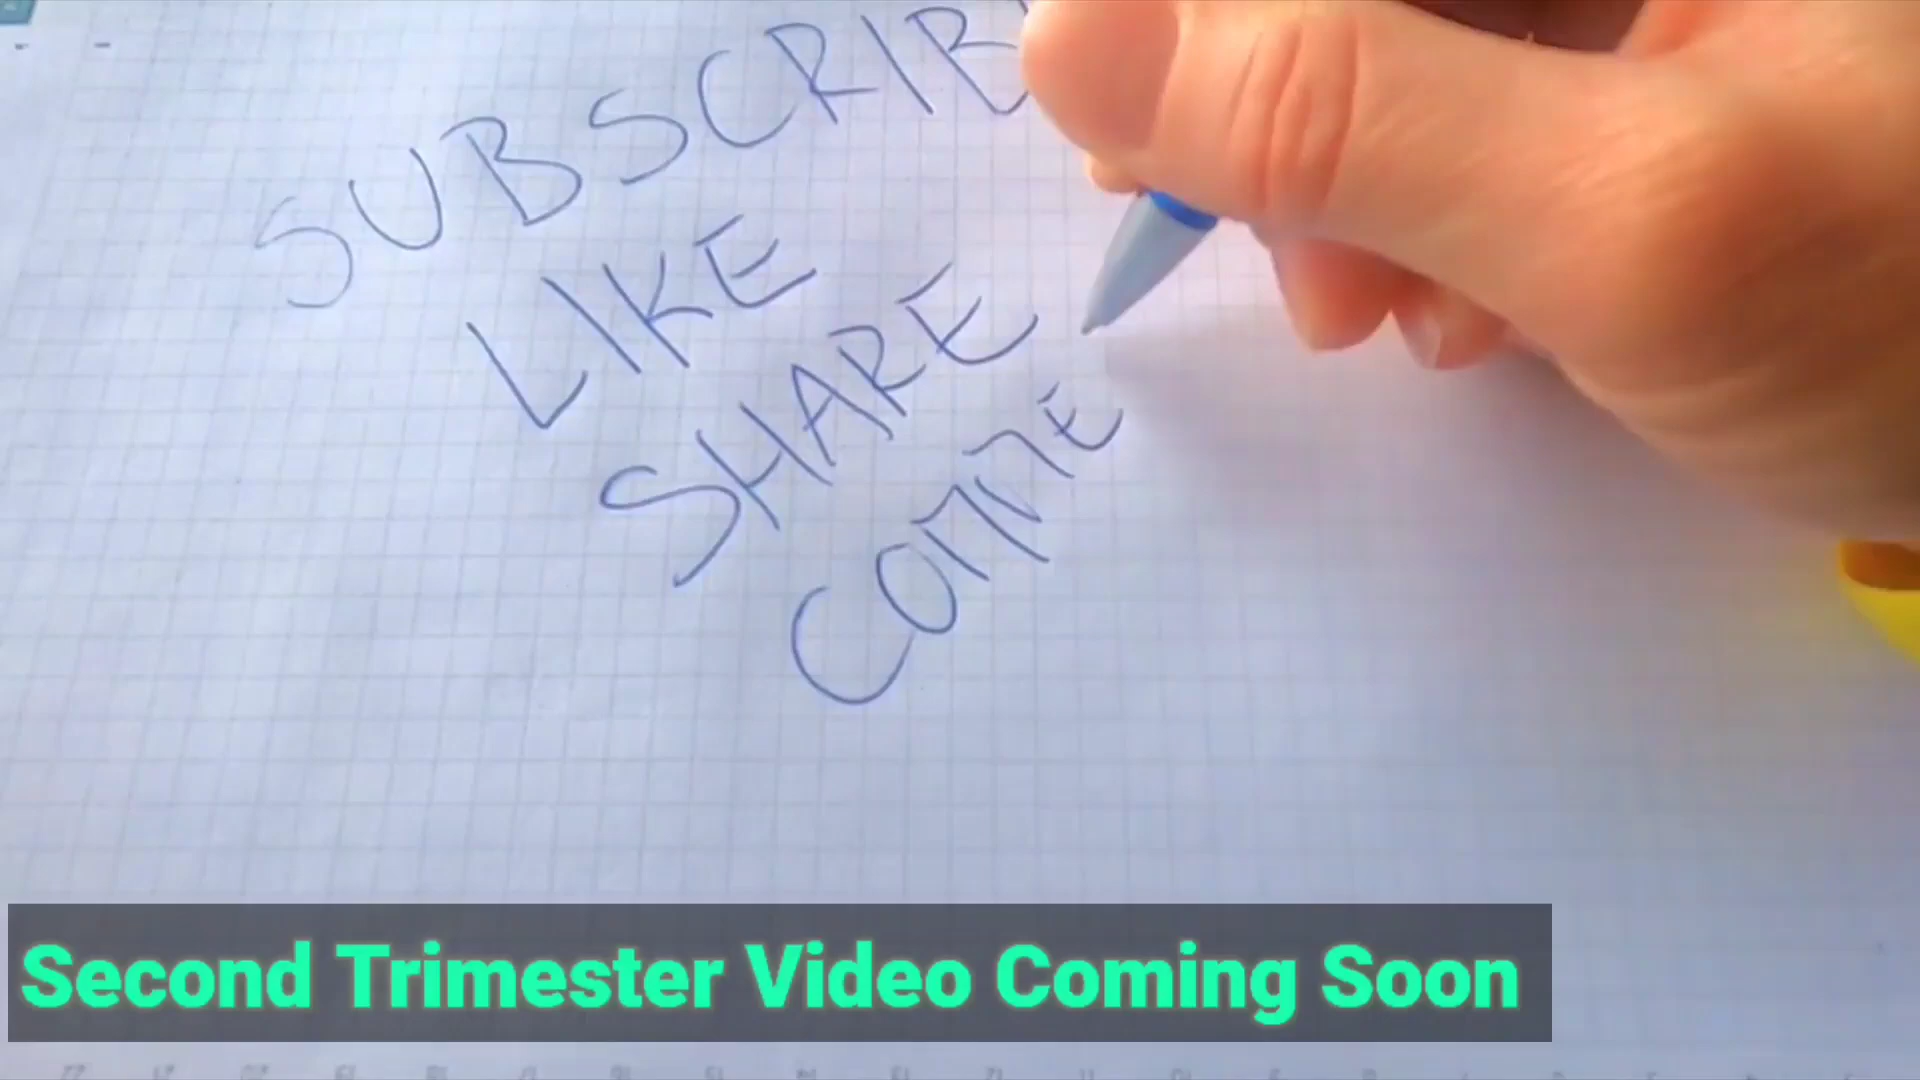 SUBSCRIB
LIKE
SHARE
COMME
Second Trimester Video Coming Soon